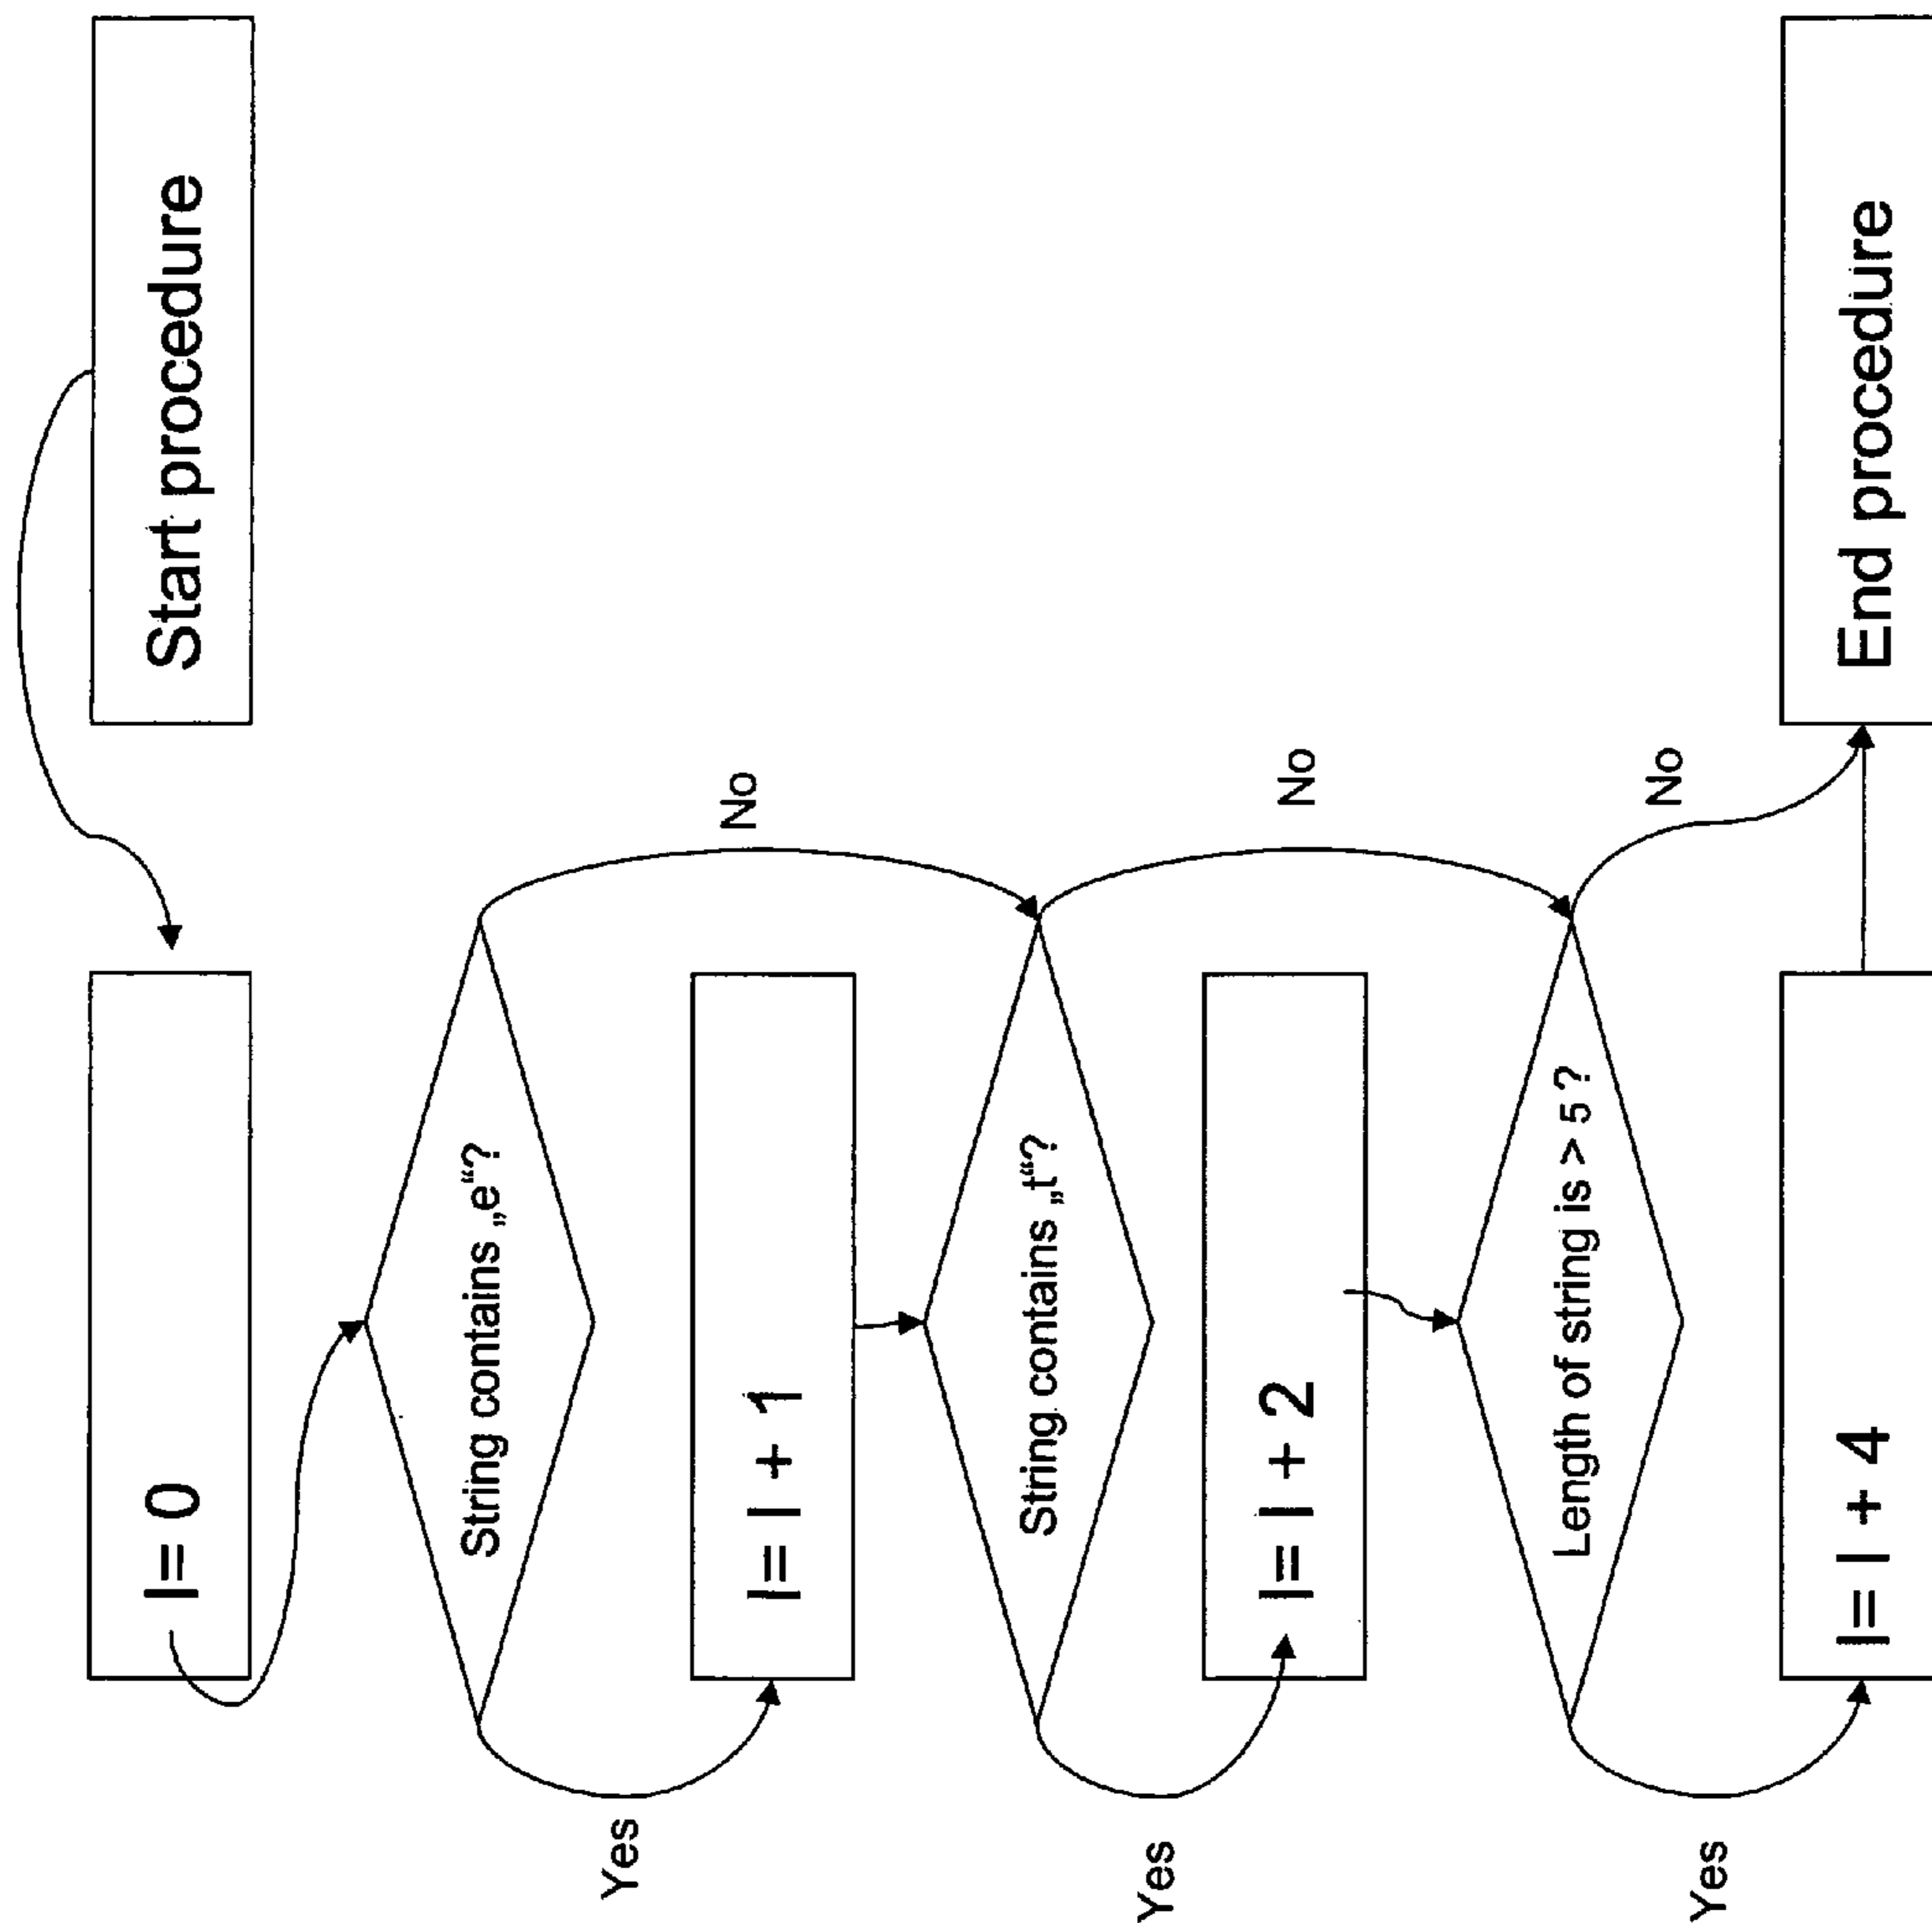 Start procedure
I= 0
String contains „e“?
No
Yes
I= I + 1
String contains „t“?
No
Yes
I= I + 2
Length of string is > 5 ?
No
Yes
I= I + 4
End procedure